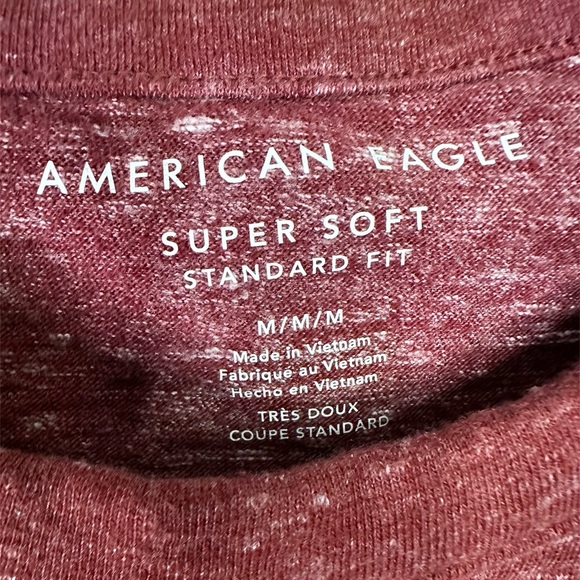 AMERICAN EAGLE
SUPER SOFT
STANDARD FIT
M/M/M
Made in Vietnam
Fabriqué au Vietnam
Hecho en Vietnam
TRÈS DOUX
COUPE STANDARD